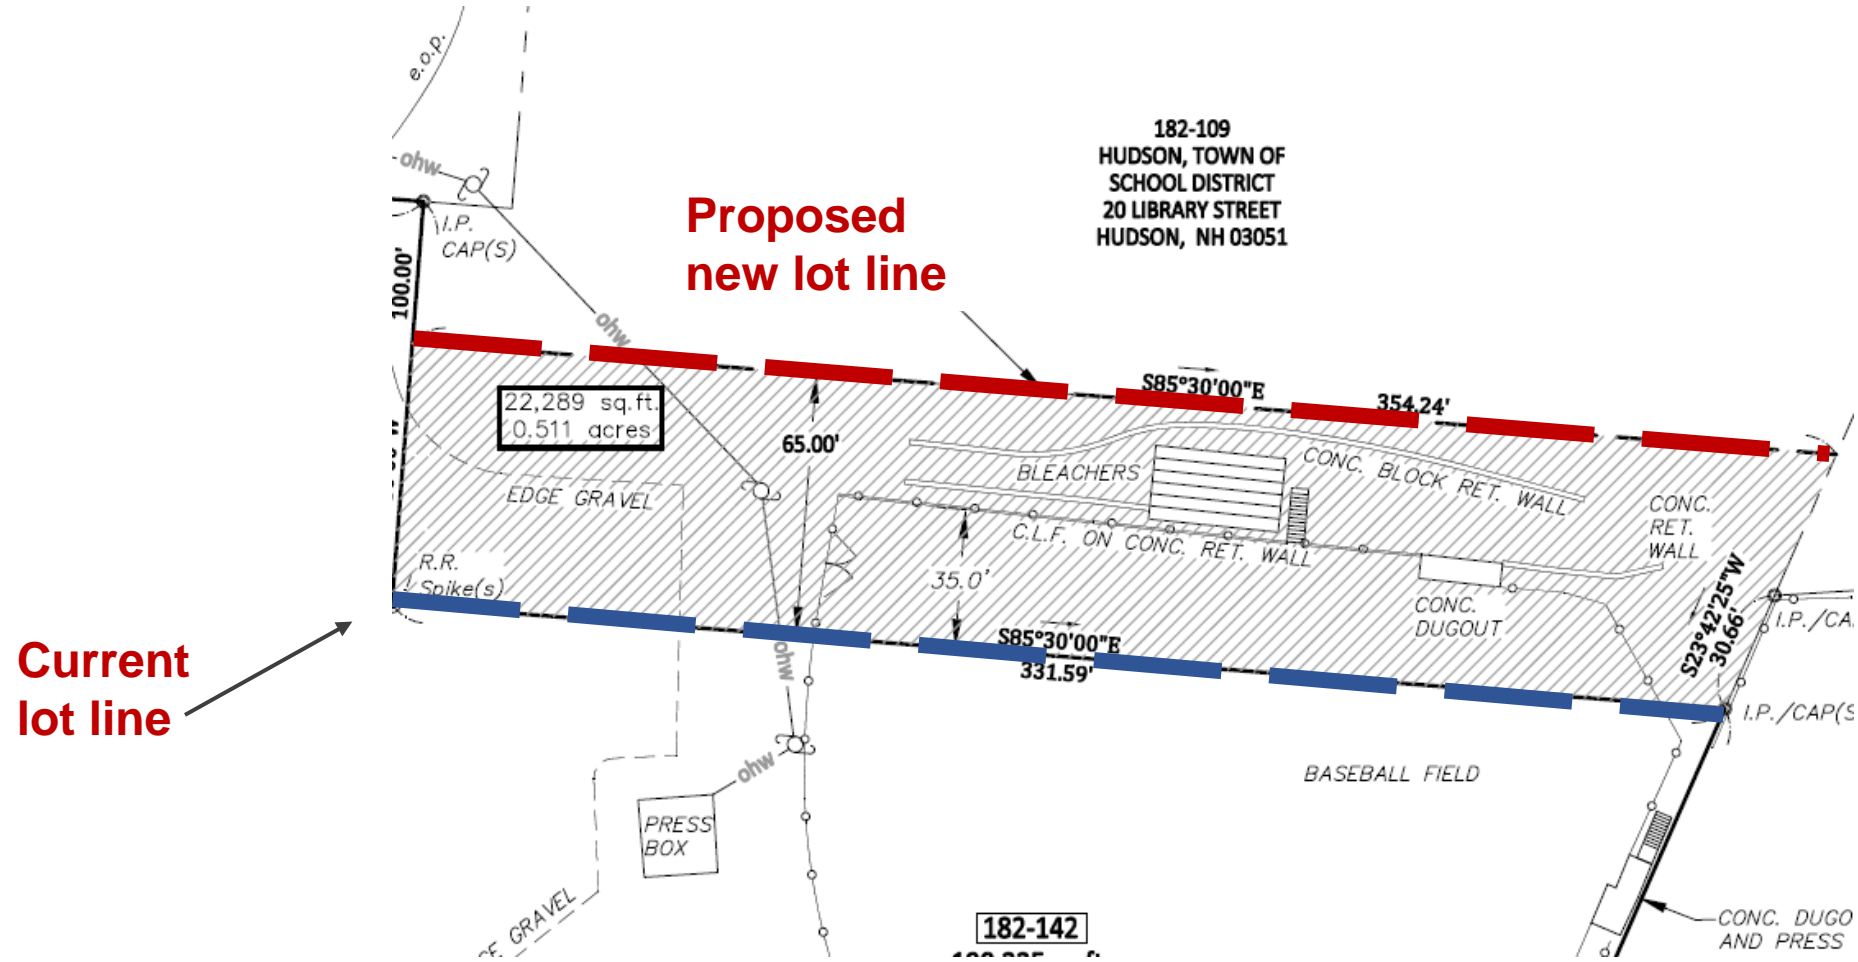 e.o.p.
ohw
I.P.
CAP(S)
100.00'
182-109
HUDSON, TOWN OF
SCHOOL DISTRICT
20 LIBRARY STREET
HUDSON, NH 03051
Proposed
new lot line
ohw
S85°30'00"E
354.24'
22,289 sq.ft.
0.511 acres
65.00'
BLEACHERS
CONC. BLOCK RET. WALL
EDGE GRAVEL
CONC.
RET.
WALL
C.L.F. ON CONC. RET. WALL
R.R.
Spike(s)
35.0'
CONC.
DUGOUT
S23°42'25"W
30.66'
I.P./CA
S85°30'00"E
331.59'
ohw
Current
lot line
I.P./CAP(S
ohw
BASEBALL FIELD
PRESS
BOX
GRAVEL
182-142
CONC. DUGO
AND PRESS